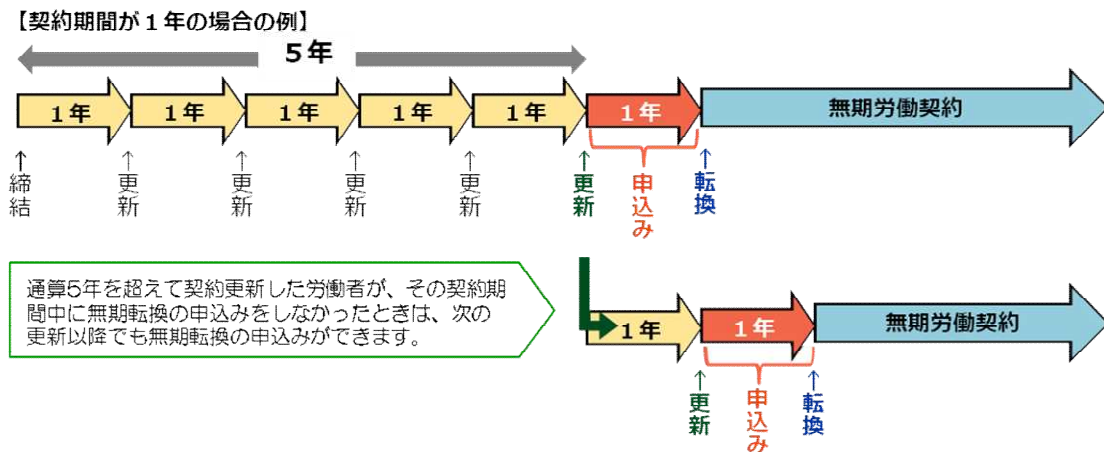 【契約期間が1年の場合の例】
5年
1年
1年
1年
1年
1年
1年
無期労働契約
↑締結
↑更新
↑更新
↑更新
↑更新
↑更新
申込み
↑転換
通算5年を超えて契約更新した労働者が、その契約期
間中に無期転換の申込みをしなかったときは、次の
更新以降でも無期転換の申込みができます。
1年
1年
無期労働契約
↑更新
申込み
↑転換